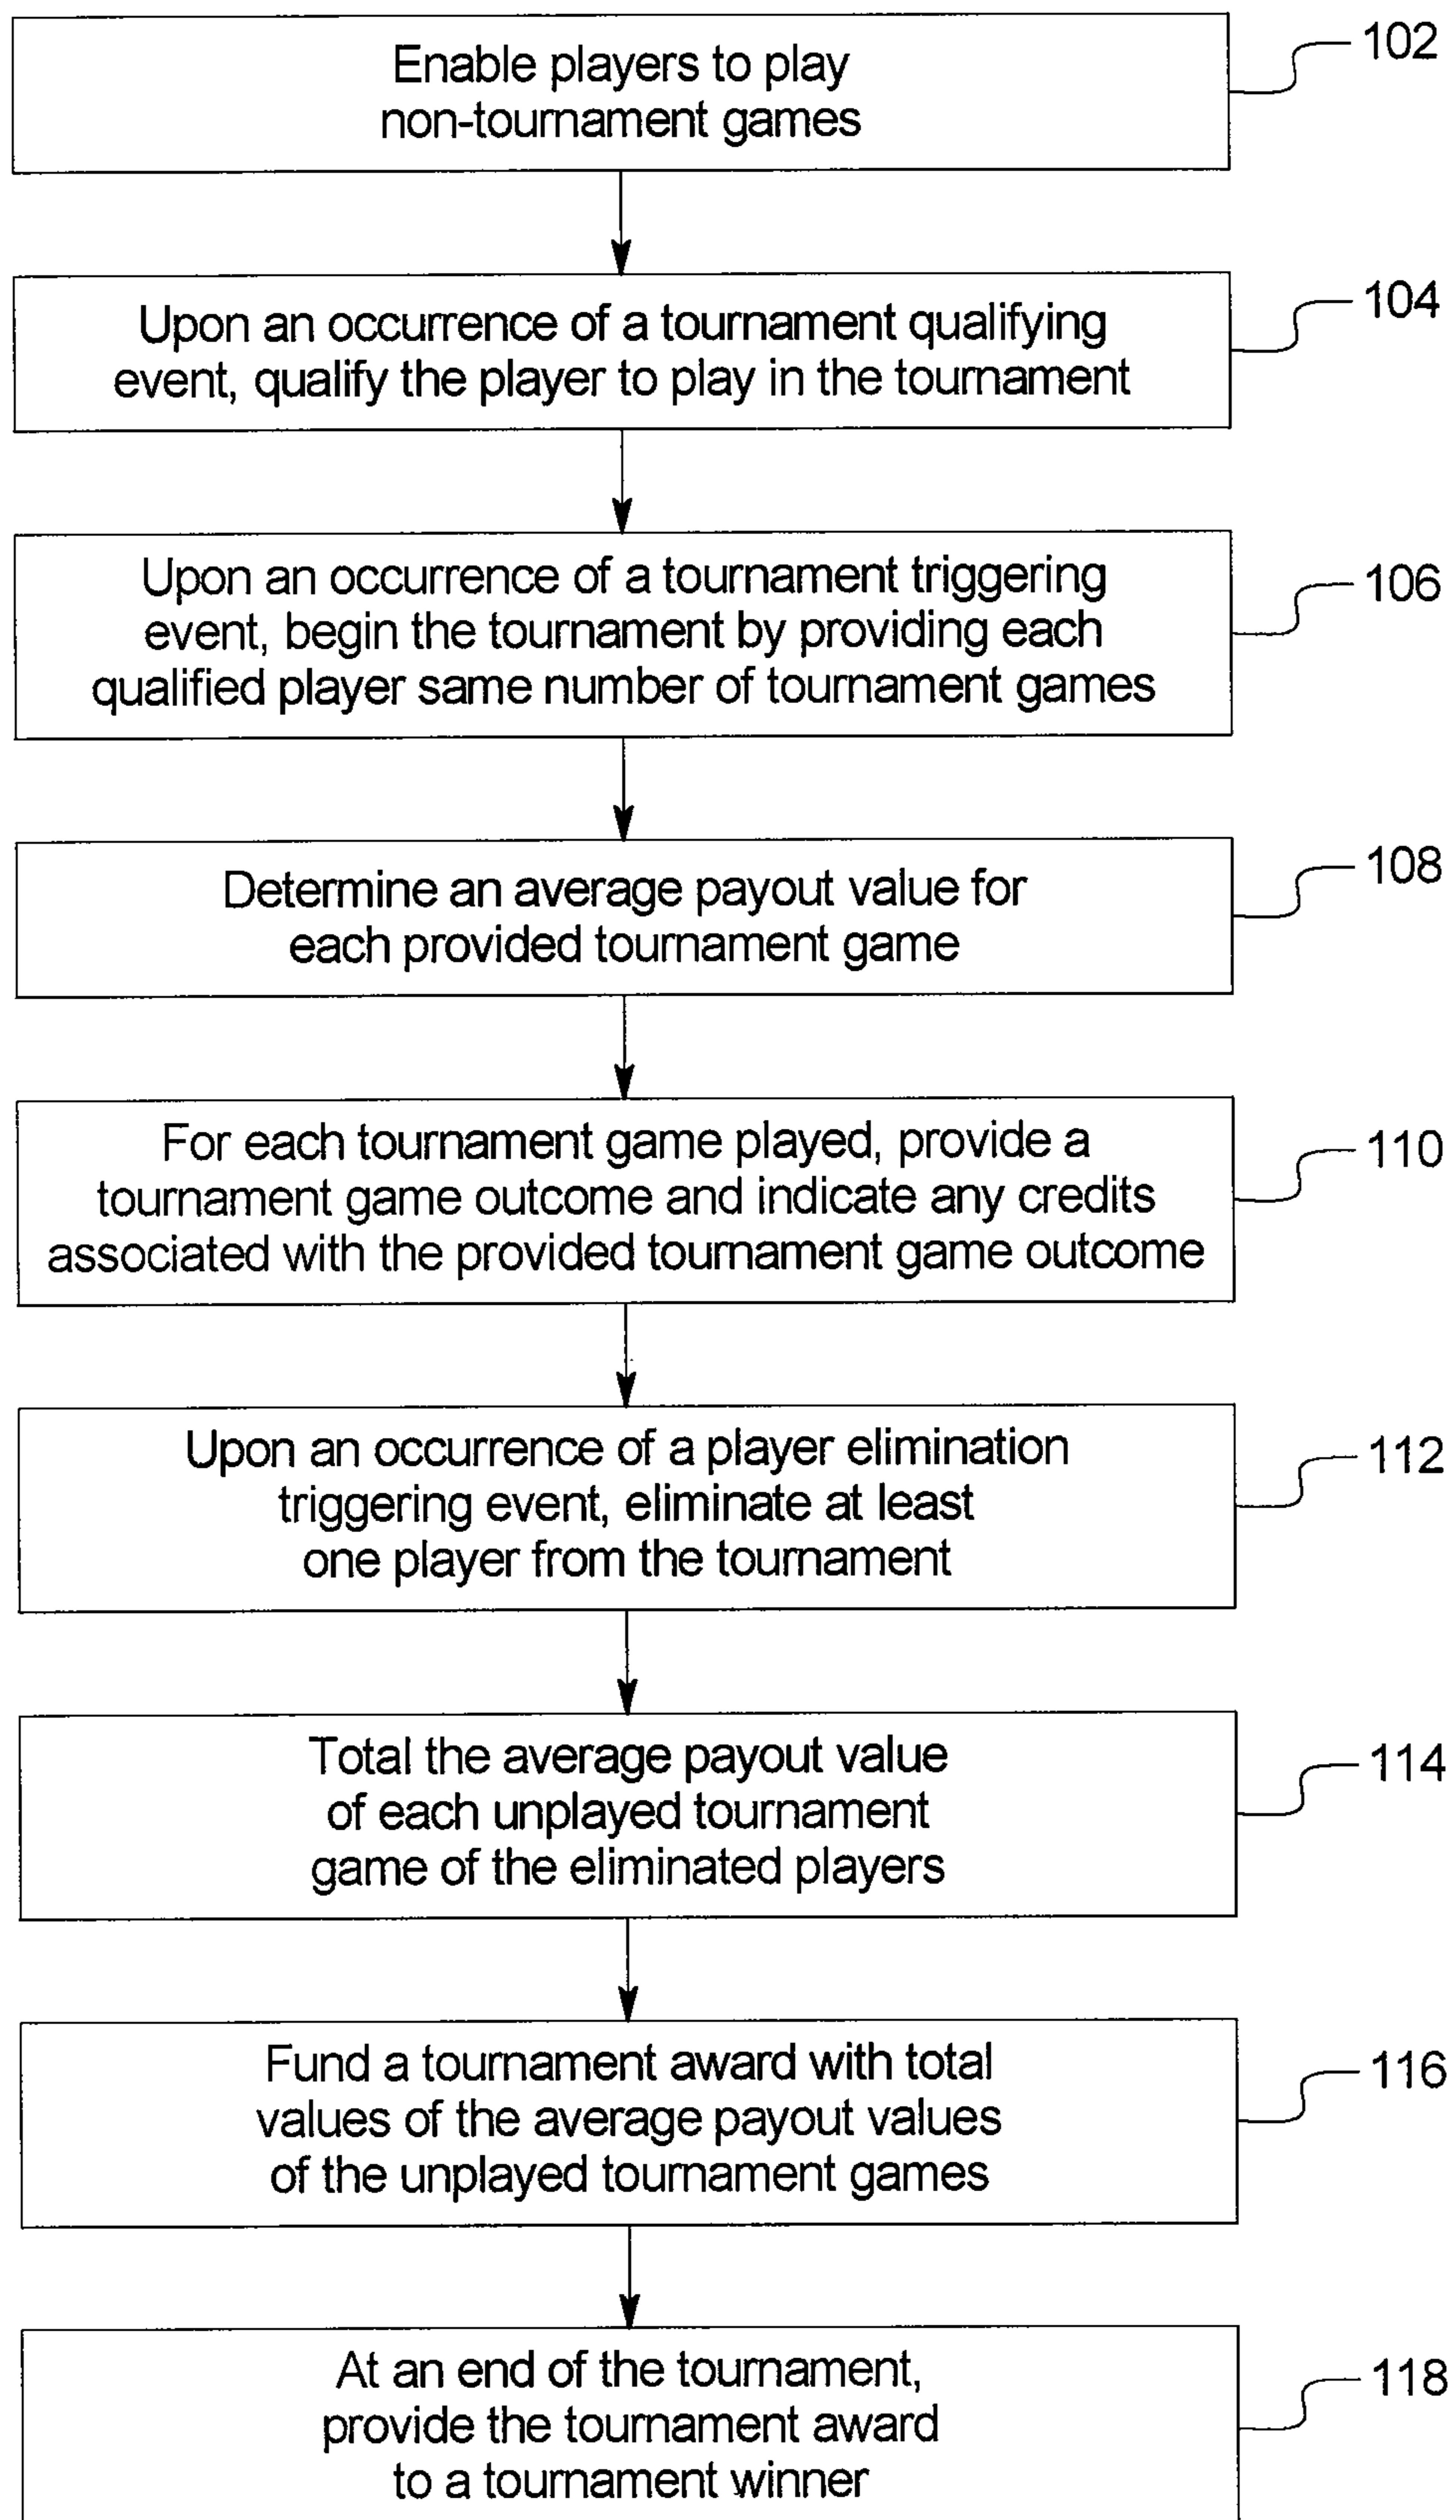 Enable players to play
non-tournament games
102
Upon an occurrence of a tournament qualifying
event, qualify the player to play in the tournament
104
Upon an occurrence of a tournament triggering
event, begin the tournament by providing each
qualified player same number of tournament games
106
Determine an average payout value for
each provided tournament game
108
For each tournament game played, provide a
tournament game outcome and indicate any credits
associated with the provided tournament game outcome
110
Upon an occurrence of a player elimination
triggering event, eliminate at least
one player from the tournament
112
Total the average payout value
of each unplayed tournament
game of the eliminated players
114
Fund a tournament award with total
values of the average payout values
of the unplayed tournament games
116
At an end of the tournament,
provide the tournament award
to a tournament winner
118